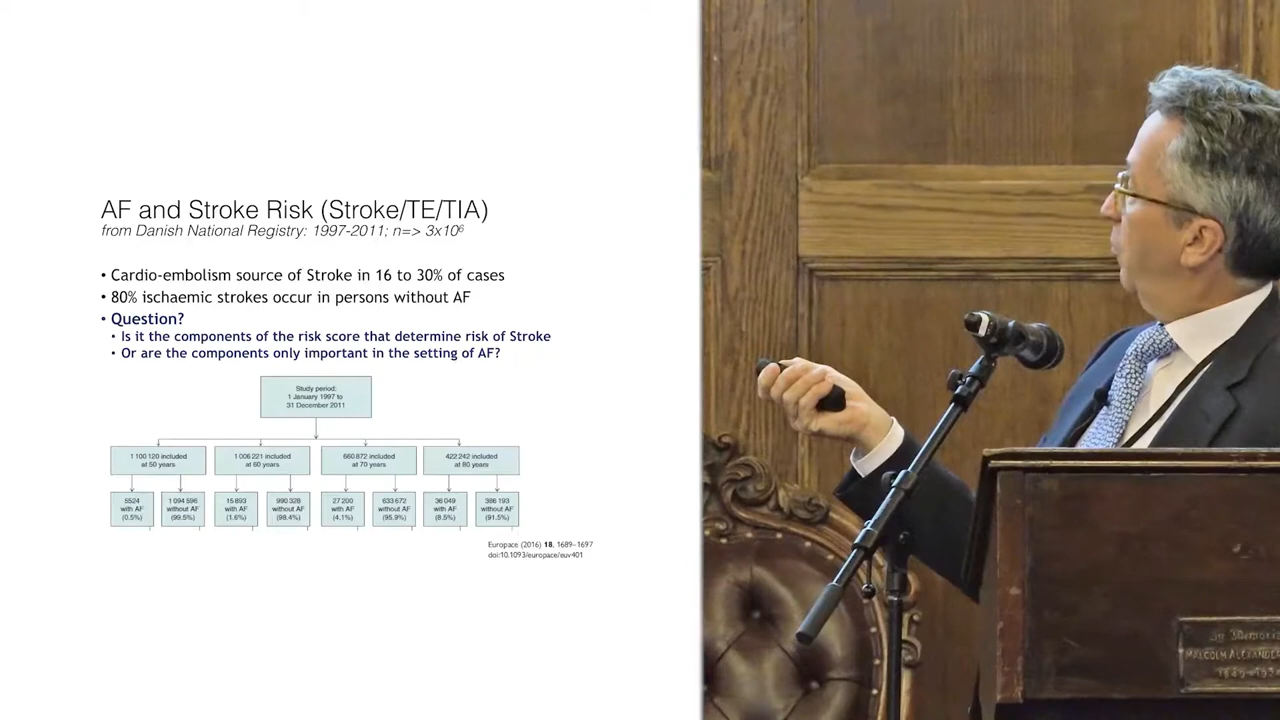 AF and Stroke Risk (Stroke/TE/TIA)
from Danish National Registry: 1997-2011; n=> 3x10⁶
• Cardio-embolism source of Stroke in 16 to 30% of cases
• 80% ischaemic strokes occur in persons without AF
• Question?
• Is it the components of the risk score that determine risk of Stroke
• Or are the components only important in the setting of AF?
Study period:
1 January 1997 to
31 December 2011
1 100 120 included
at 50 years
1 006 221 included
at 60 years
660 872 included
at 70 years
422 242 included
at 80 years
5524
with AF
(0.5%)
1 094 596
without AF
(99.5%)
15 893
with AF
(1.6%)
990 328
without AF
(98.4%)
27 200
with AF
(4.1%)
633 672
without AF
(95.9%)
36 049
with AF
(8.5%)
386 193
without AF
(91.5%)
Europace (2016) 18, 1689–1697
doi:10.1093/europace/euv401
In Memoria
MALCOLM ALEXANDE